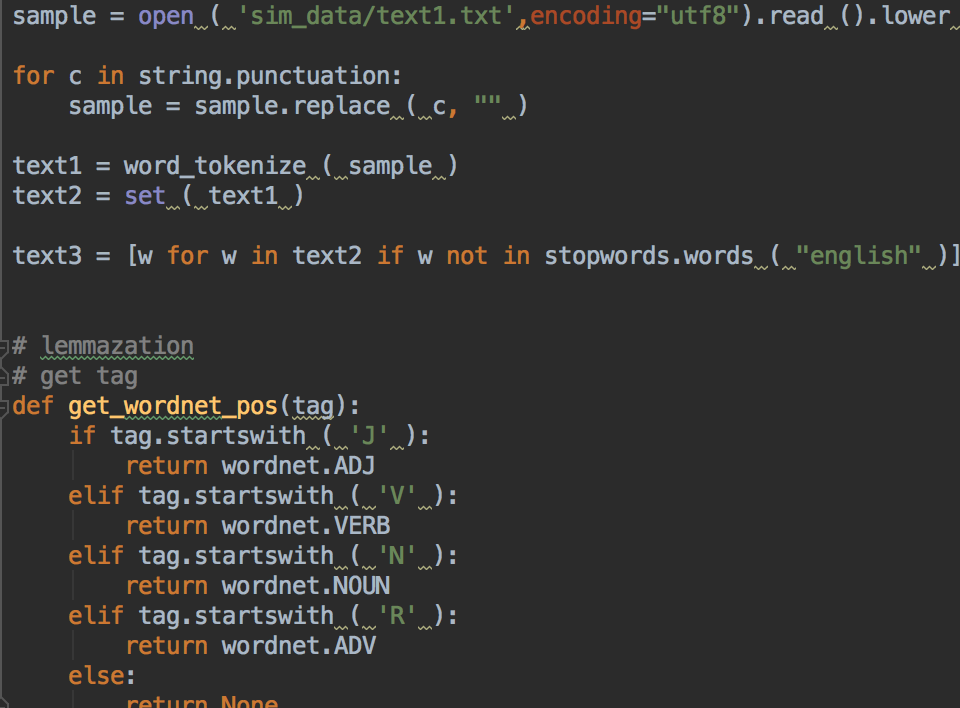 sample = open ( 'sim_data/text1.txt',encoding="utf8").read ().lower
for c in string.punctuation:
    sample = sample.replace ( c, "" )
text1 = word_tokenize ( sample )
text2 = set ( text1 )
text3 = [w for w in text2 if w not in stopwords.words ( "english" )]
# lemmazation
# get tag
def get_wordnet_pos(tag):
    if tag.startswith ( 'J' ):
        return wordnet.ADJ
    elif tag.startswith ( 'V' ):
        return wordnet.VERB
    elif tag.startswith ( 'N' ):
        return wordnet.NOUN
    elif tag.startswith ( 'R' ):
        return wordnet.ADV
    else:
        return None